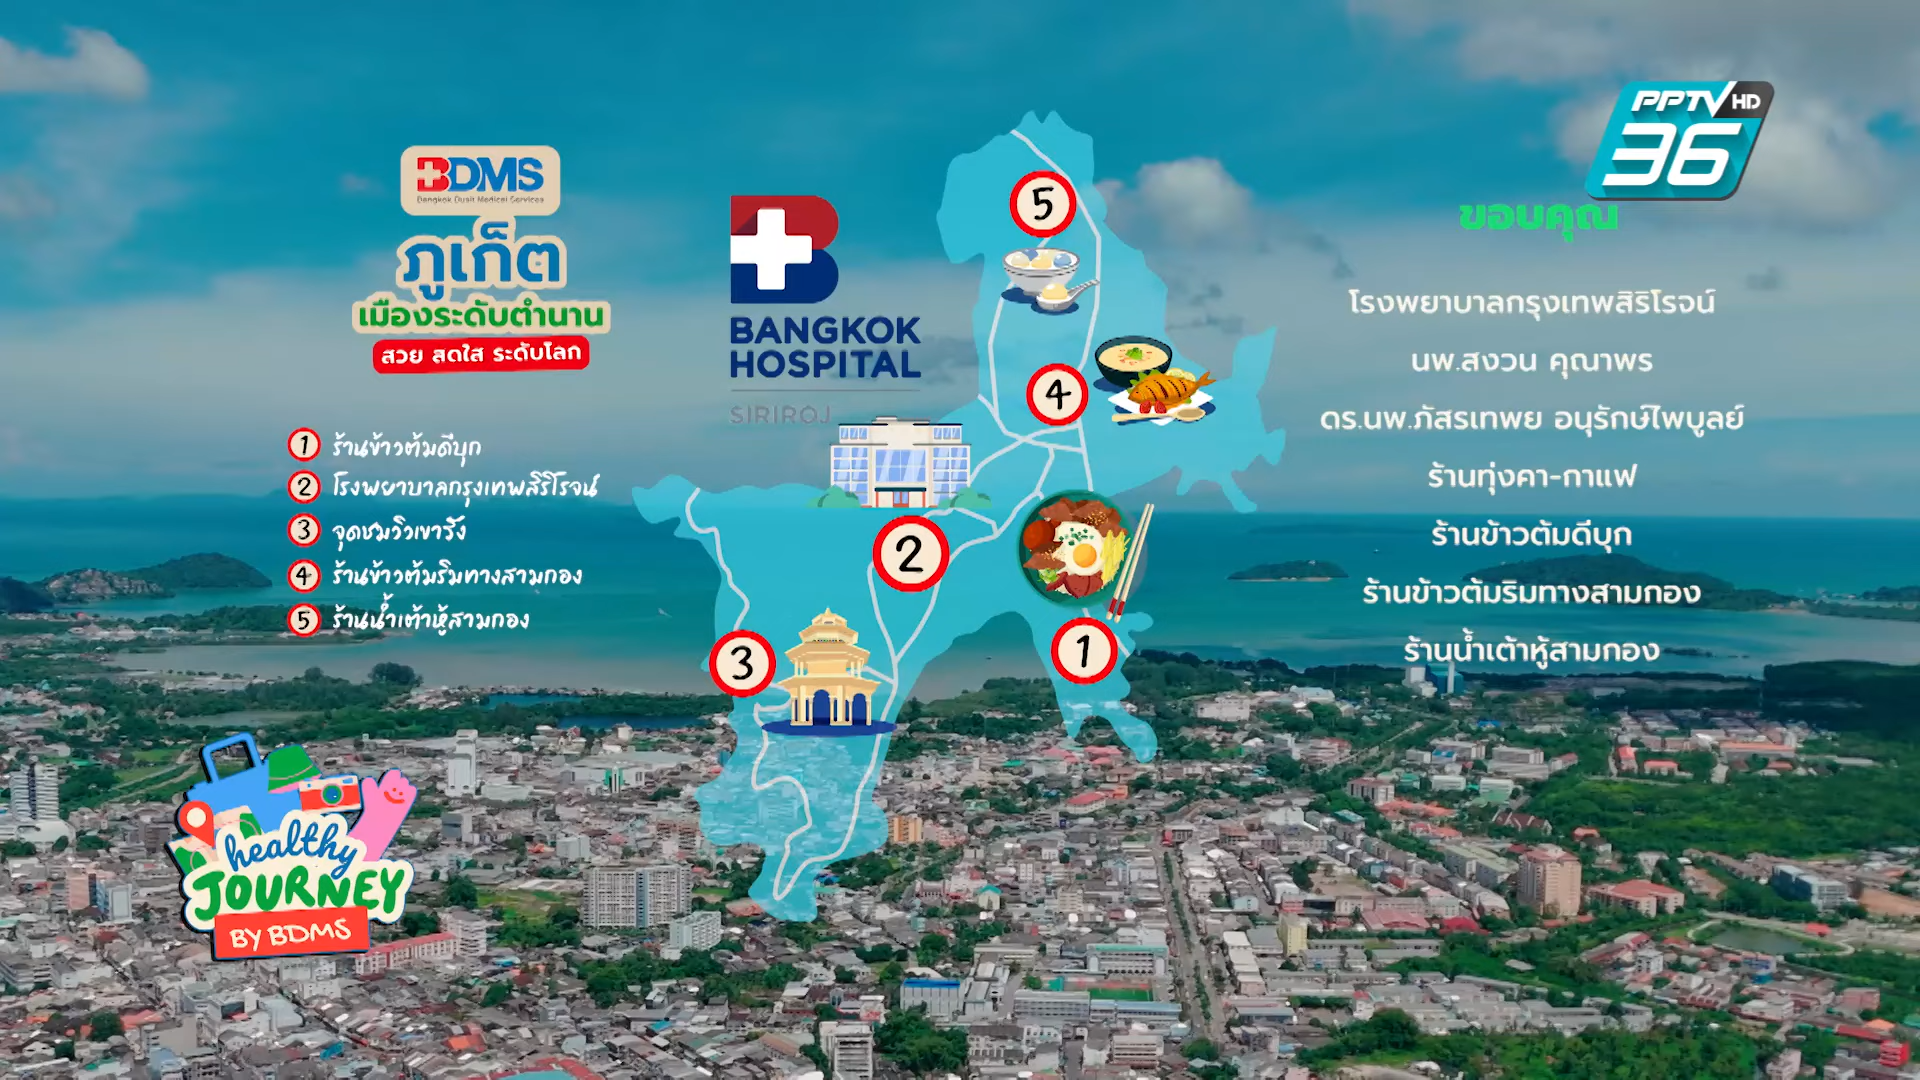 PPTV HD
36
BDMS
Bangkok Dusit Medical Services
ภูเก็ต
เมืองระดับตำนาน
สวย สดใส ระดับโลก
1 ร้านข้าวต้มดีบุก
2 โรงพยาบาลกรุงเทพสิริโรจน์
3 จุดชมวิวเขารัง
4 ร้านข้าวต้มริมทางสามกอง
5 ร้านน้ำเต้าหู้สามกอง
BANGKOK
HOSPITAL
SIRIROJ
5
4
2
3
1
ขอบคุณ
โรงพยาบาลกรุงเทพสิริโรจน์
นพ.สงวน คุณาพร
ดร.นพ.ภัสรเทพย อนุรักษ์ไพบูลย์
ร้านทุ่งคา-กาแฟ
ร้านข้าวต้มดีบุก
ร้านข้าวต้มริมทางสามกอง
ร้านน้ำเต้าหู้สามกอง
healthy
JOURNEY
BY BDMS